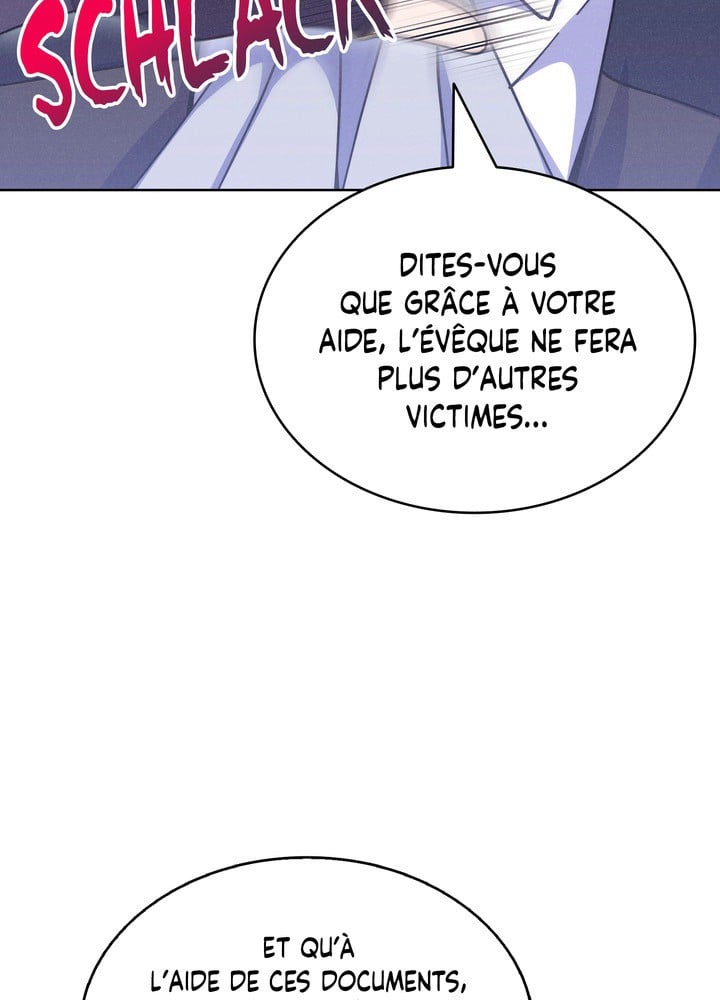 SCHLACK
DITES-VOUS
QUE GRÂCE À VOTRE
AIDE, L'ÉVÊQUE NE FERA
PLUS D'AUTRES
VICTIMES...
ET QU'À
L'AIDE DE CES DOCUMENTS,